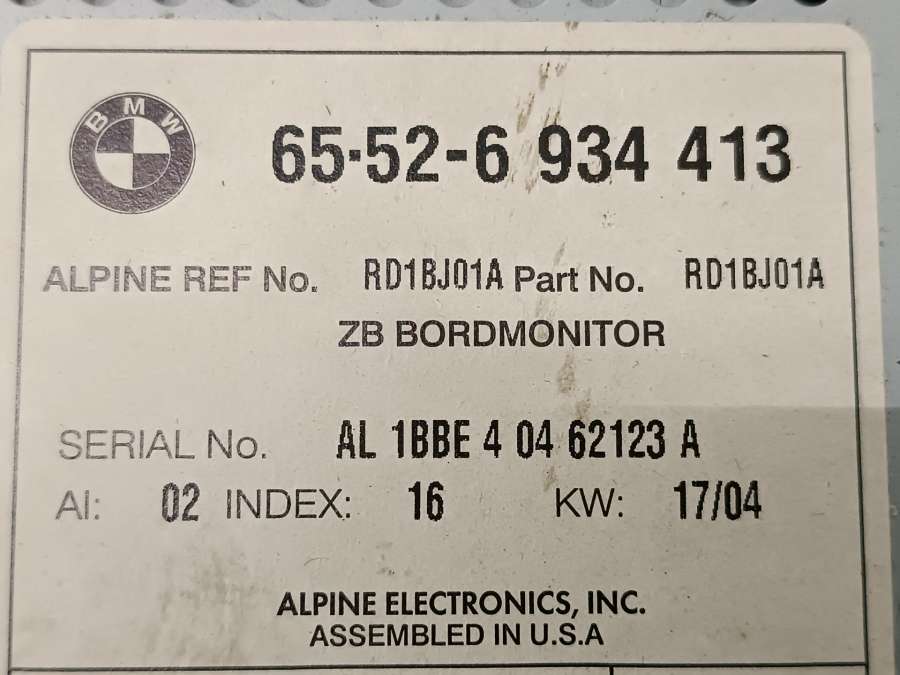 BMW
65·52-6 934 413
ALPINE REF No. RD1BJ01A Part No. RD1BJ01A
ZB BORDMONITOR
SERIAL No. AL 1BBE 4 04 62123 A
AI: 02 INDEX: 16 KW: 17/04
ALPINE ELECTRONICS, INC.
ASSEMBLED IN U.S.A